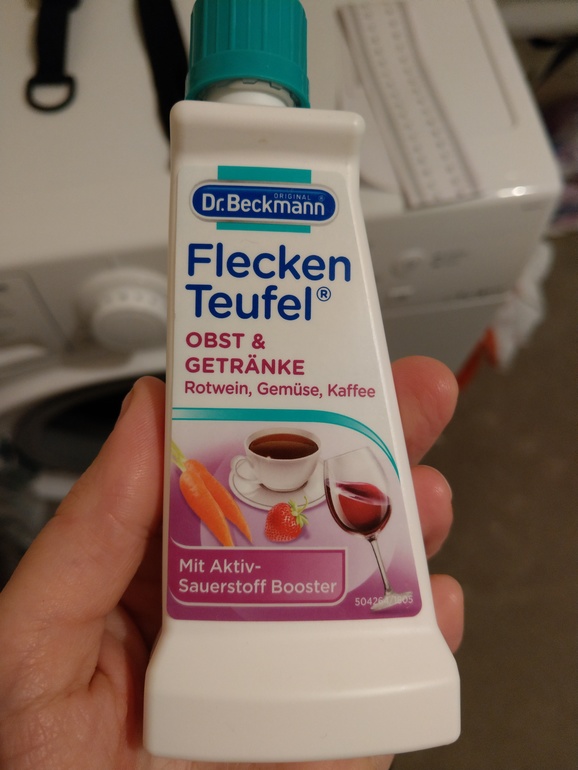 ORIGINAL
Dr.Beckmann
Flecken
Teufel®
OBST &
GETRÄNKE
Rotwein, Gemüse, Kaffee
Mit Aktiv-
Sauerstoff Booster